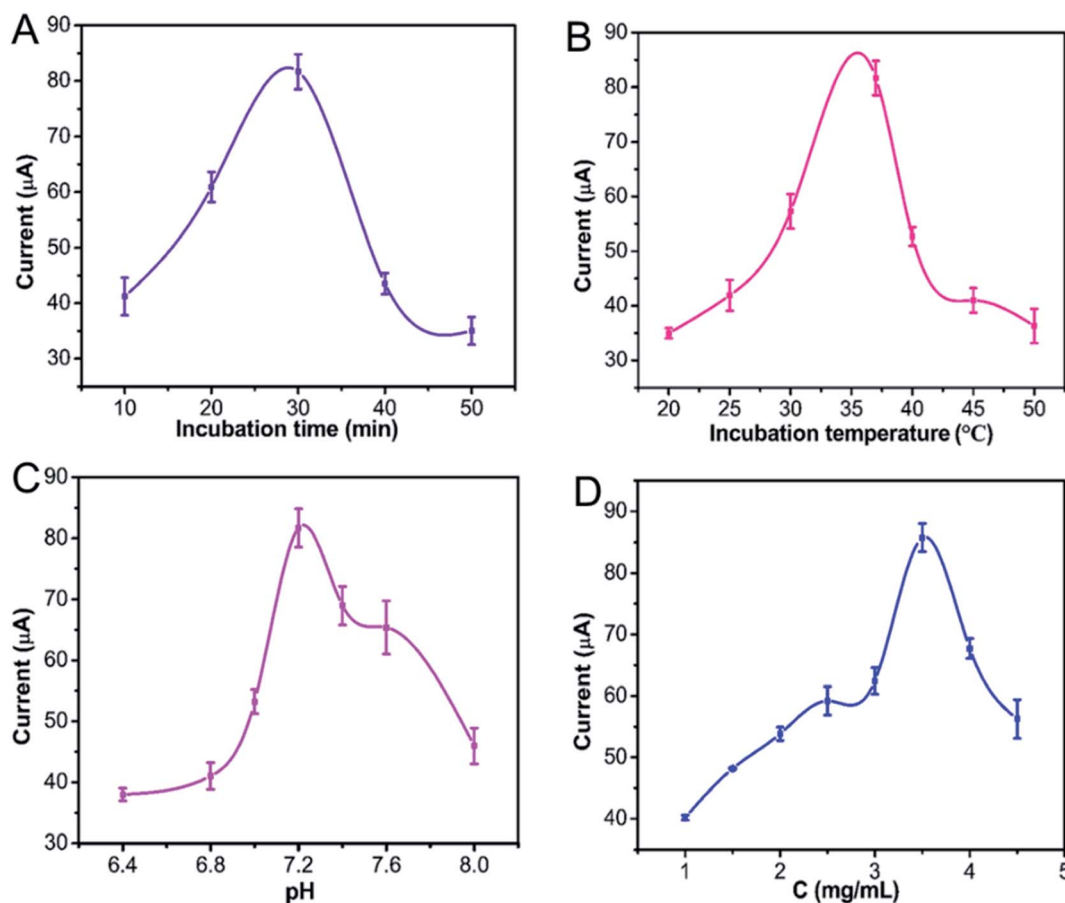 A
90
80
70
60
50
40
30
Current (μA)
10 20 30 40 50
Incubation time (min)
B
90
80
70
60
50
40
30
Current (μA)
20 25 30 35 40 45 50
Incubation temperature (°C)
C
90
80
70
60
50
40
30
Current (μA)
6.4 6.8 7.2 7.6 8.0
pH
D
90
80
70
60
50
40
Current (μA)
1 2 3 4 5
C (mg/mL)